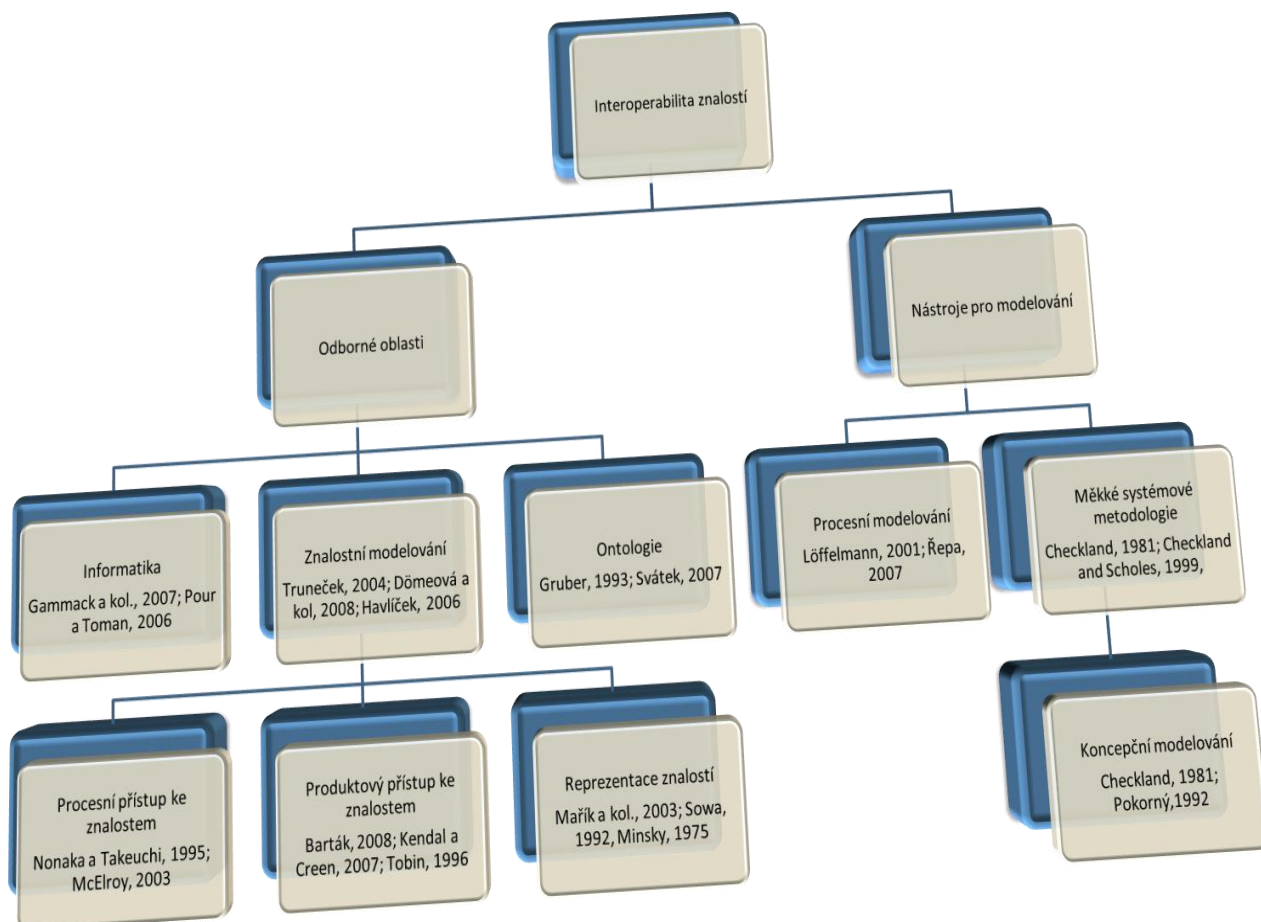 Interoperabilita znalostí
Odborné oblasti
Nástroje pro modelování
Informatika
Gammack a kol., 2007; Pour
a Toman, 2006
Znalostní modelování
Truneček, 2004; Dömeová a
kol, 2008; Havlíček, 2006
Ontologie
Gruber, 1993; Svátek, 2007
Procesní modelování
Löffelmann, 2001; Řepa,
2007
Měkké systémové
metodologie
Checkland, 1981; Checkland
and Scholes, 1999,
Procesní přístup ke
znalostem
Nonaka a Takeuchi, 1995;
McElroy, 2003
Produktový přístup ke
znalostem
Barták, 2008; Kendal a
Creen, 2007; Tobin, 1996
Reprezentace znalostí
Mařík a kol., 2003; Sowa,
1992, Minsky, 1975
Koncepční modelování
Checkland, 1981;
Pokorný,1992